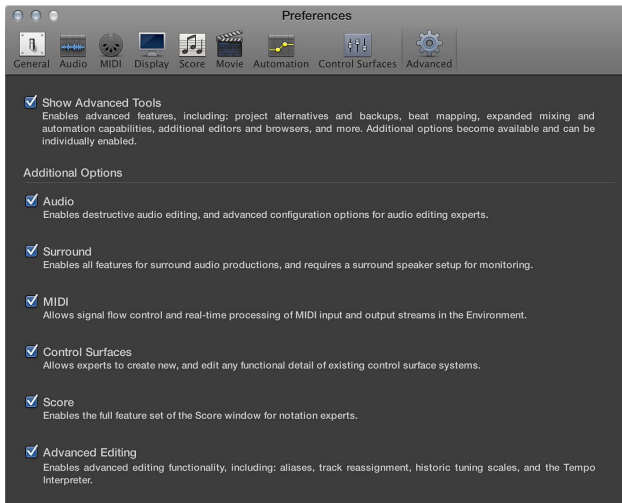 Preferences
General Audio MIDI Display Score Movie Automation Control Surfaces Advanced
Show Advanced Tools
Enables advanced features, including: project alternatives and backups, beat mapping, expanded mixing and
automation capabilities, additional editors and browsers, and more. Additional options become available and can be
individually enabled.
Additional Options
Audio
Enables destructive audio editing, and advanced configuration options for audio editing experts.
Surround
Enables all features for surround audio productions, and requires a surround speaker setup for monitoring.
MIDI
Allows signal flow control and real-time processing of MIDI input and output streams in the Environment.
Control Surfaces
Allows experts to create new, and edit any functional detail of existing control surface systems.
Score
Enables the full feature set of the Score window for notation experts.
Advanced Editing
Enables advanced editing functionality, including: aliases, track reassignment, historic tuning scales, and the Tempo
Interpreter.